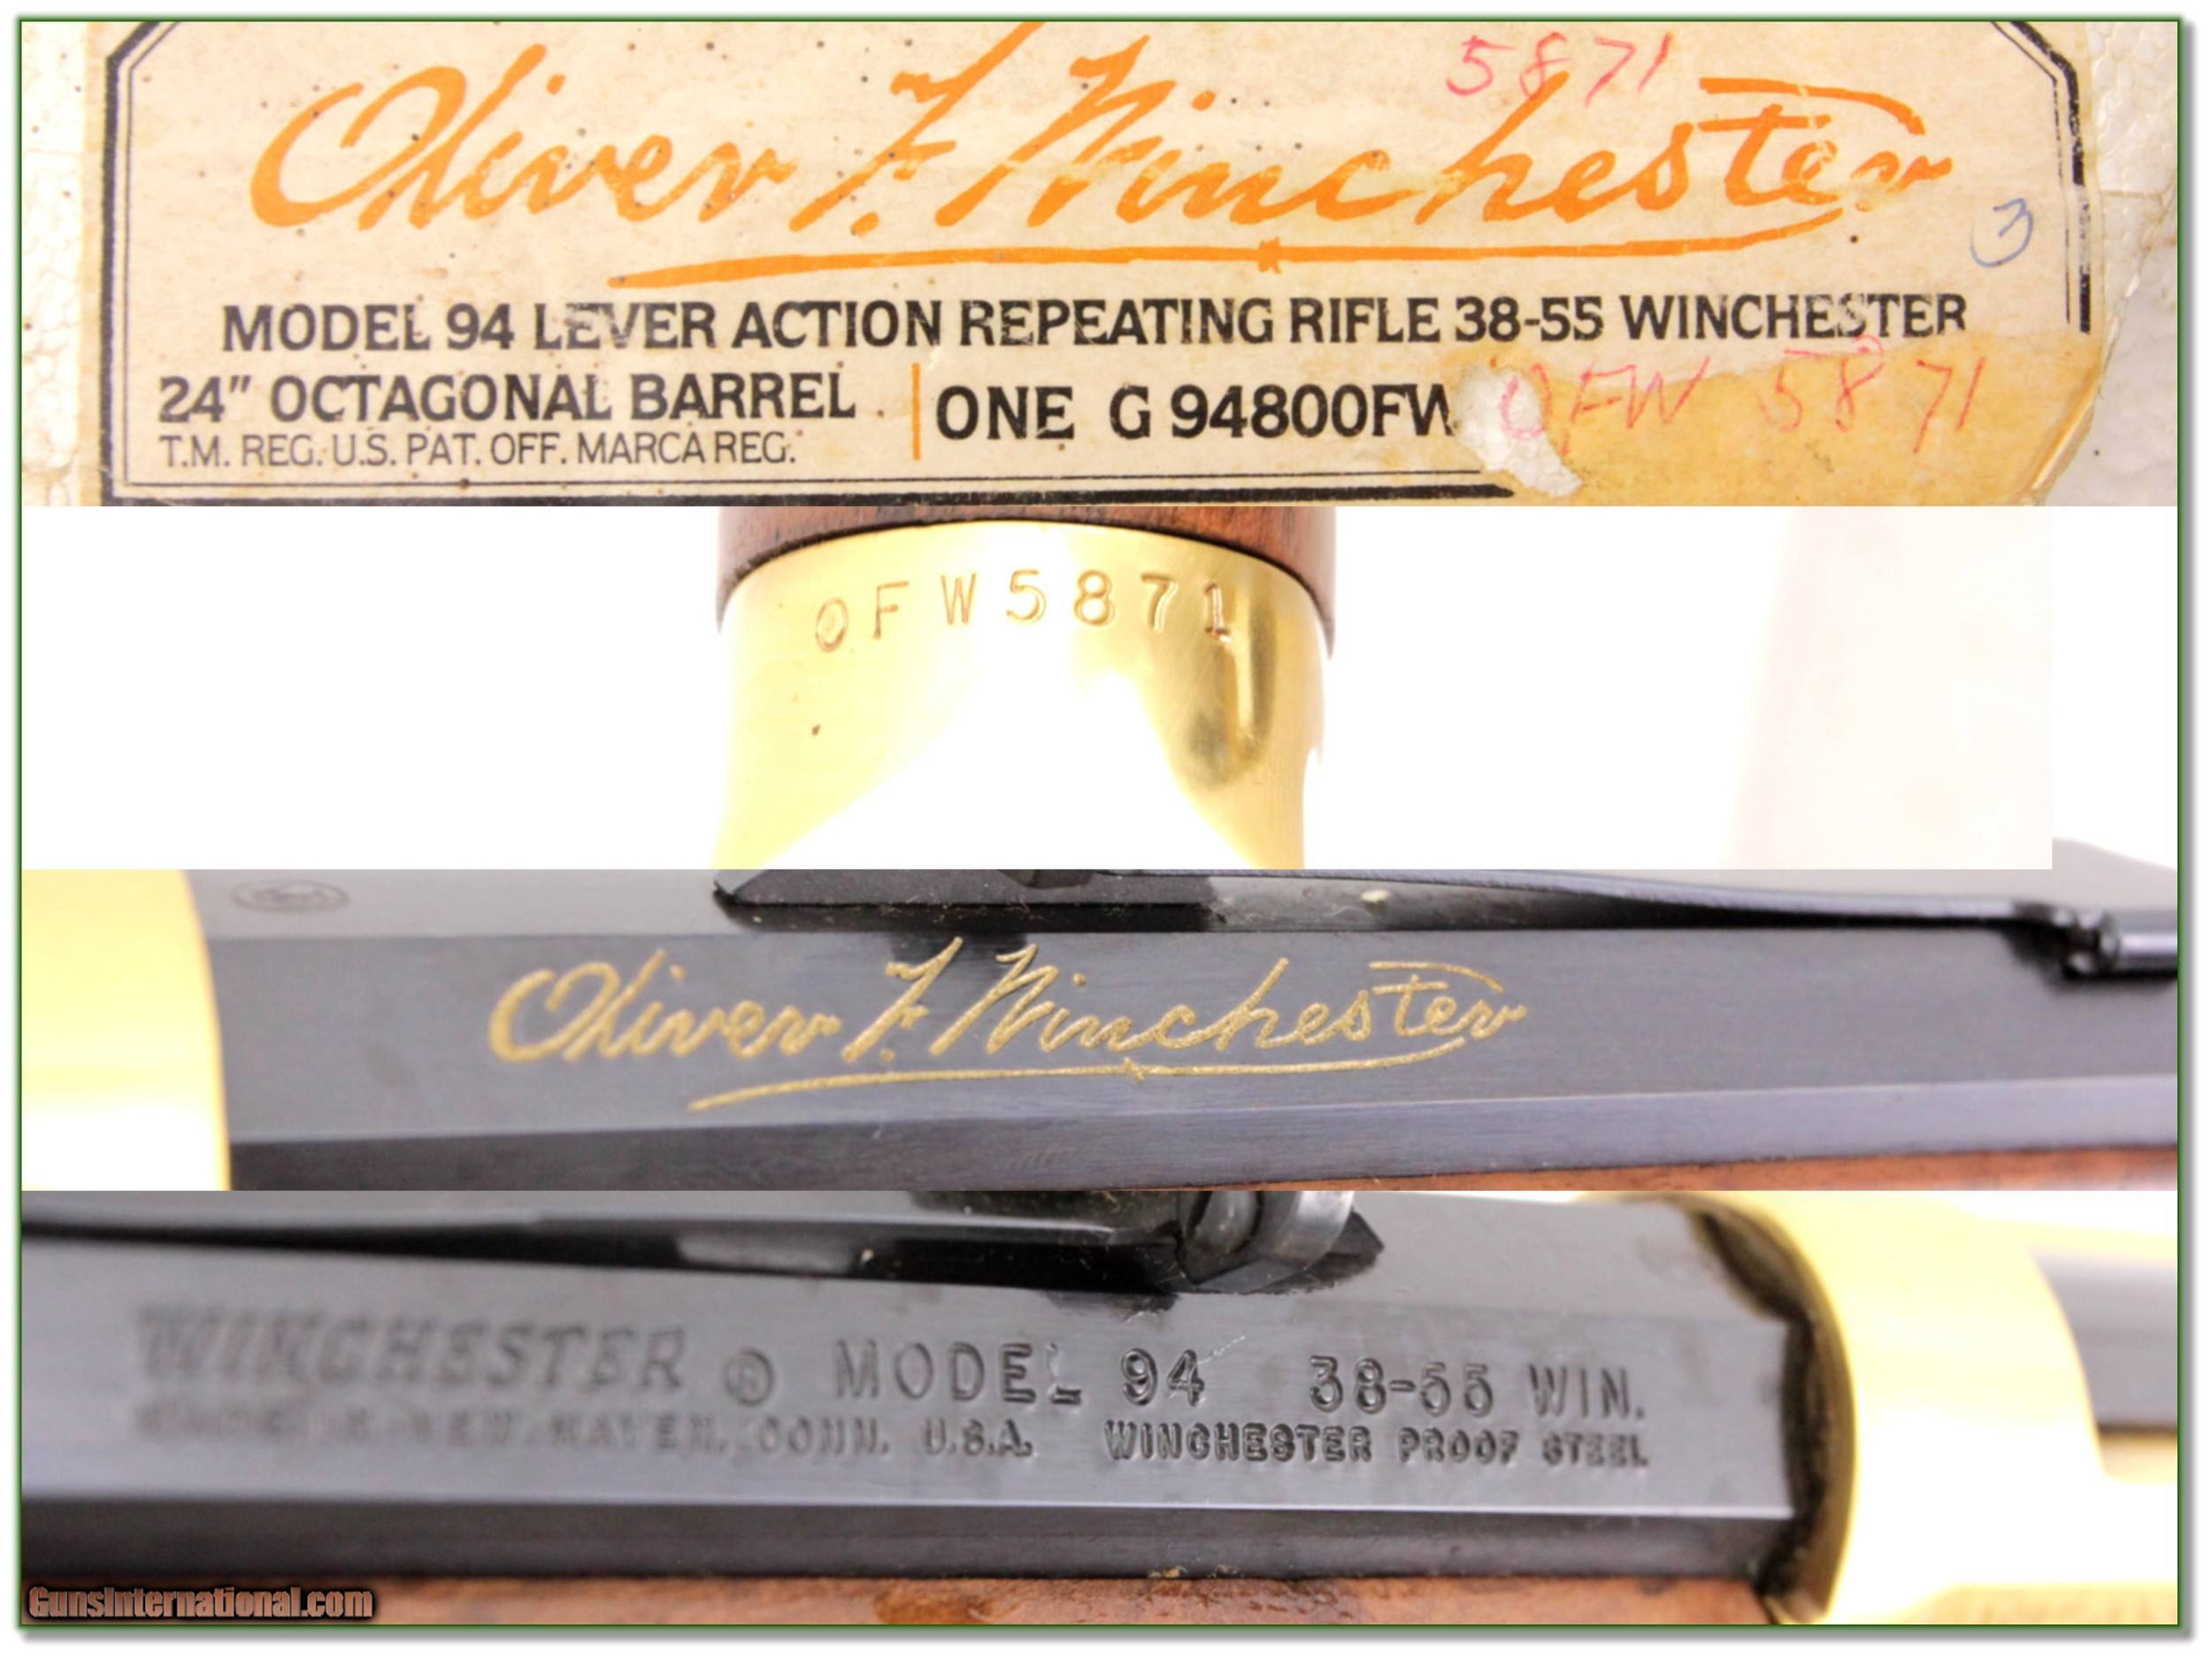 5871
Oliver F. Winchester
3
MODEL 94 LEVER ACTION REPEATING RIFLE 38-55 WINCHESTER
24" OCTAGONAL BARREL
ONE G 94800FW
OFW 5871
T.M. REG. U.S. PAT. OFF. MARCA REG.
OFW5871
Oliver F. Winchester
WINCHESTER ® MODEL 94 38-55 WIN.
NEW HAVEN, CONN. U.S.A. WINCHESTER PROOF STEEL
GunsInternational.com